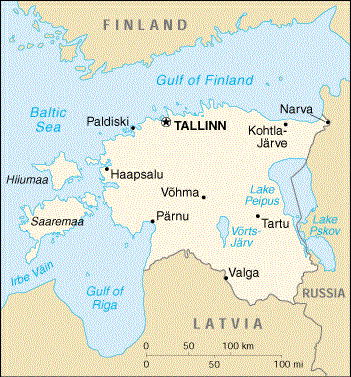 FINLAND
Gulf of Finland
Baltic
Sea
Paldiski
TALLINN
Narva
Kohtla-
Järve
Haapsalu
Hiiumaa
Võhma
Lake
Peipus
Saaremaa
Pärnu
Tartu
Võrts-
Järv
Lake
Pskov
Irbe Väin
Gulf of
Riga
Valga
RUSSIA
LATVIA
0 50 100 km
0 50 100 mi